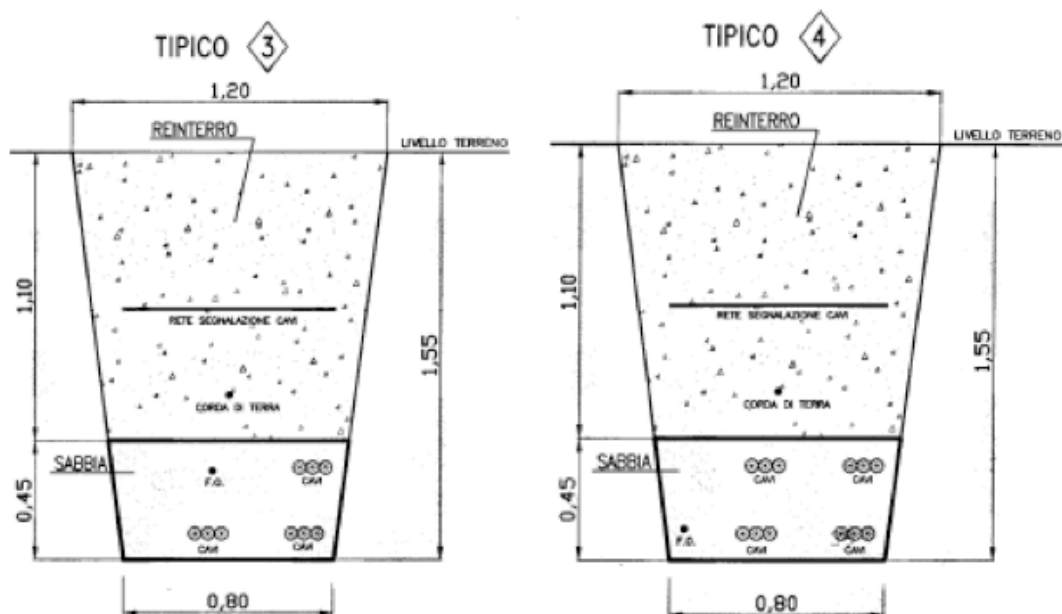 TIPICO 3
1,20
REINTERRO
LIVELLO TERRENO
1,10
RETE SEGNALAZIONE CAVI
1,55
CORDA DI TERRA
SABBIA
F.O.
CAVI
0,45
CAVI
CAVI
0,80
TIPICO 4
1,20
REINTERRO
LIVELLO TERRENO
1,10
RETE SEGNALAZIONE CAVI
1,55
CORDA DI TERRA
SABBIA
CAVI
CAVI
0,45
F.O.
CAVI
CAVI
0,80